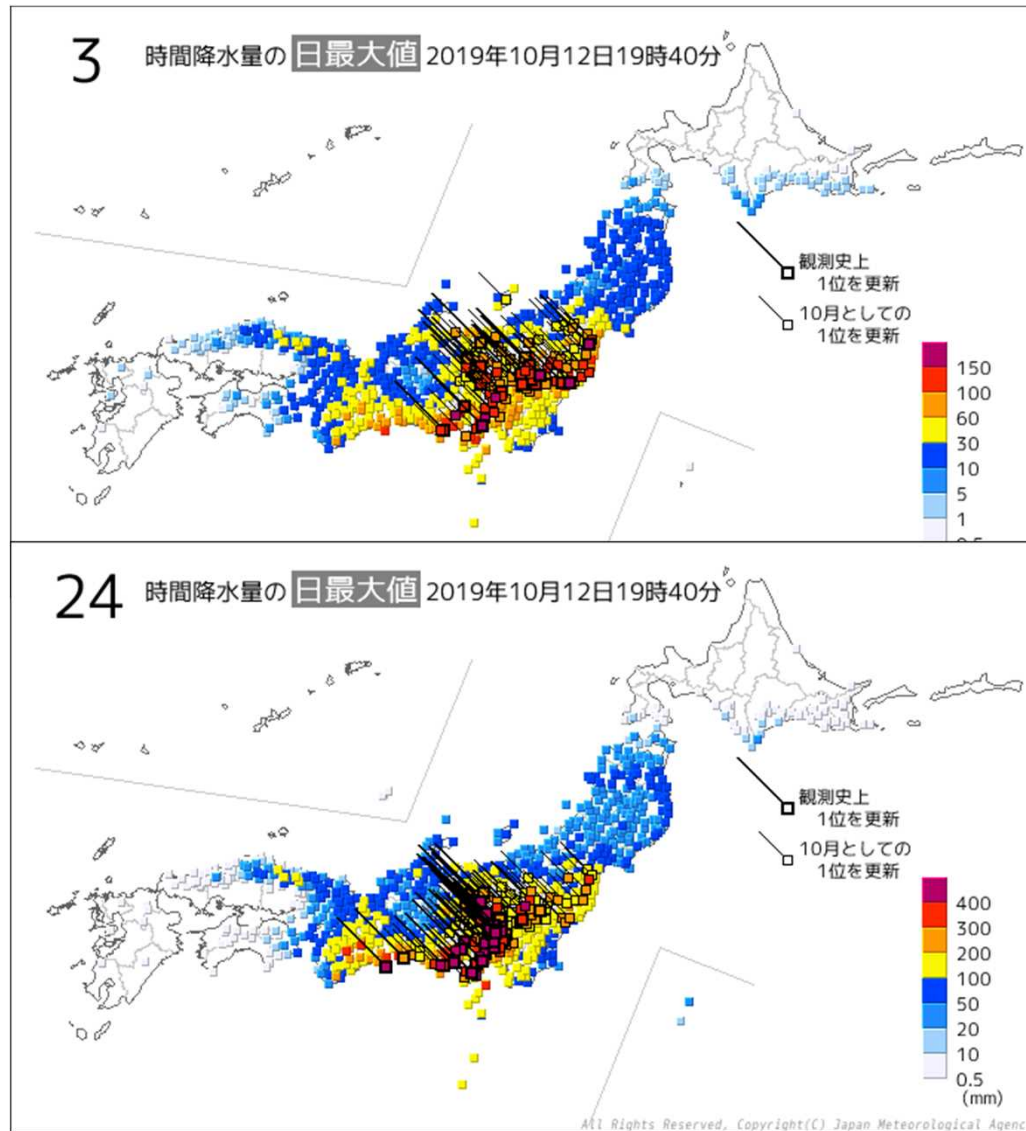 3 時間降水量の 日最大値 2019年10月12日19時40分
観測史上
1位を更新
10月としての
1位を更新
150
100
60
30
10
5
1
24 時間降水量の 日最大値 2019年10月12日19時40分
観測史上
1位を更新
10月としての
1位を更新
400
300
200
100
50
20
10
0.5
(mm)
All Rights Reserved, Copyright(C) Japan Meteorological Agenc